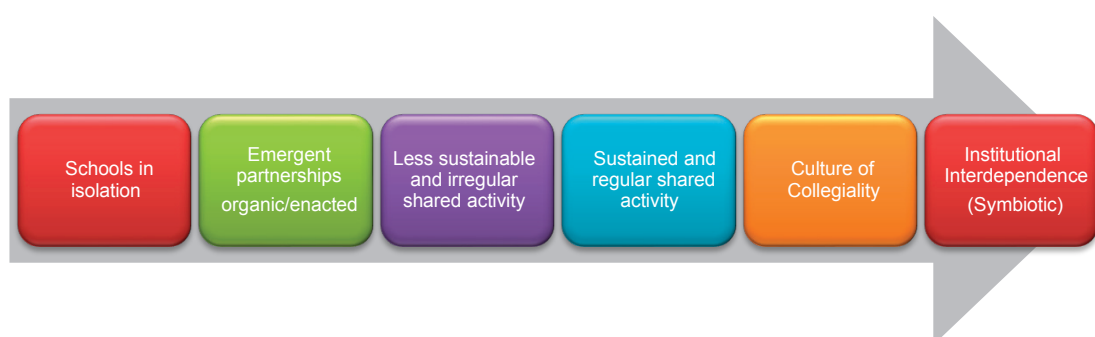 Schools in
isolation
Emergent
partnerships
organic/enacted
Less sustainable
and irregular
shared activity
Sustained and
regular shared
activity
Culture of
Collegiality
Institutional
Interdependence
(Symbiotic)